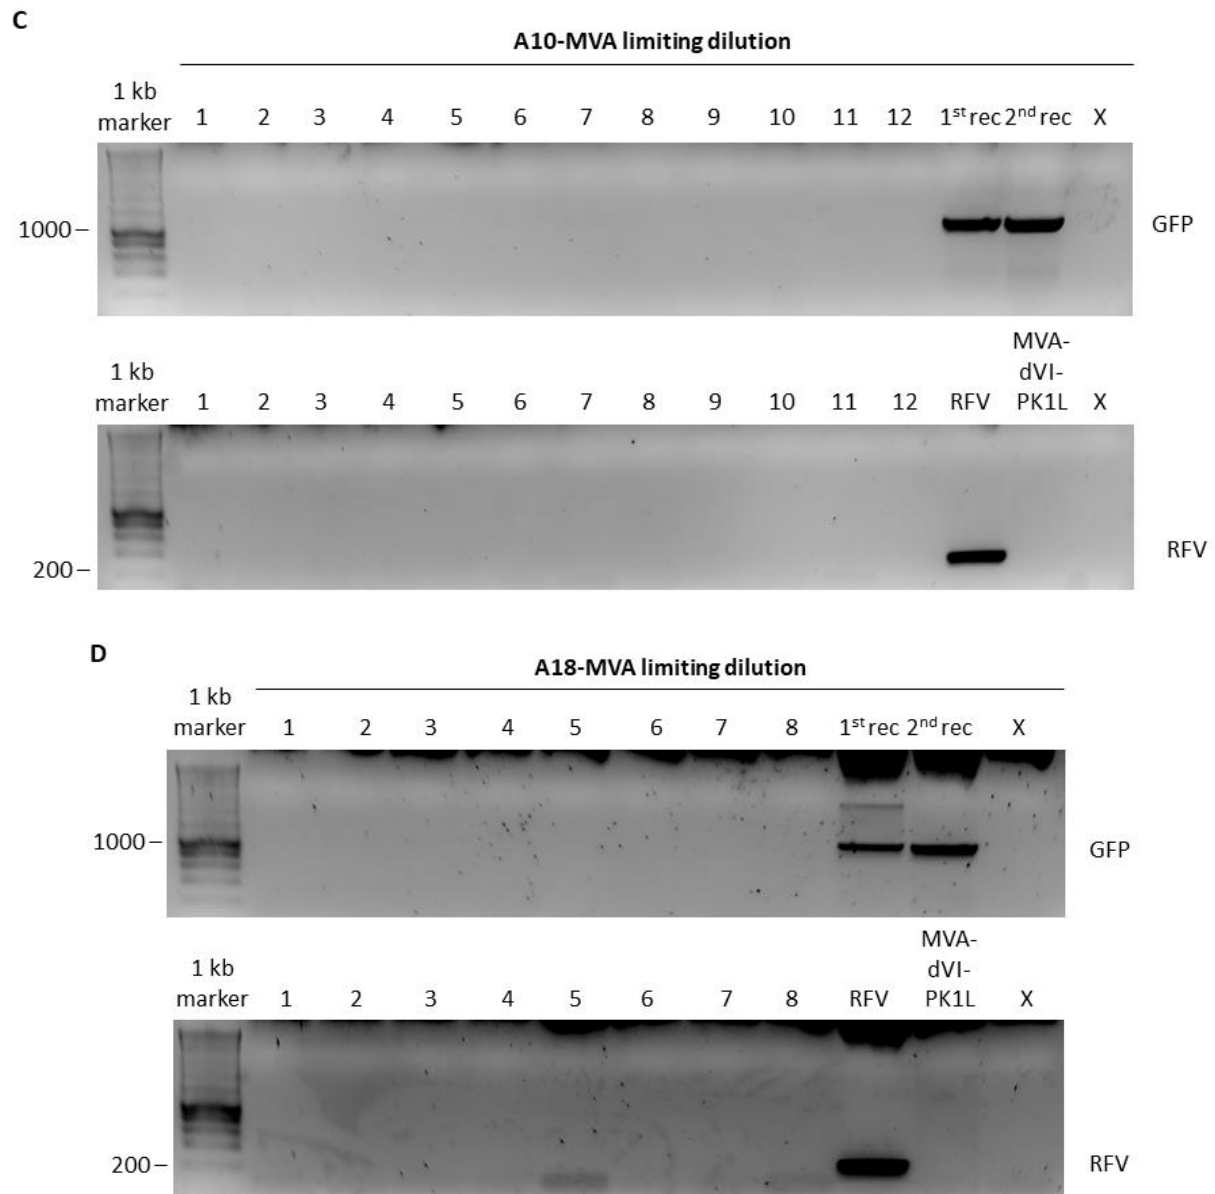 C
A10-MVA limiting dilution
1 kb
marker 1 2 3 4 5 6 7 8 9 10 11 12 1st rec 2nd rec X
1000 – GFP
1 kb
marker 1 2 3 4 5 6 7 8 9 10 11 12 RFV MVA-
dVI-
PK1L X
200 – RFV
D
A18-MVA limiting dilution
1 kb
marker 1 2 3 4 5 6 7 8 1st rec 2nd rec X
1000 – GFP
1 kb
marker 1 2 3 4 5 6 7 8 RFV MVA-
dVI-
PK1L X
200 – RFV